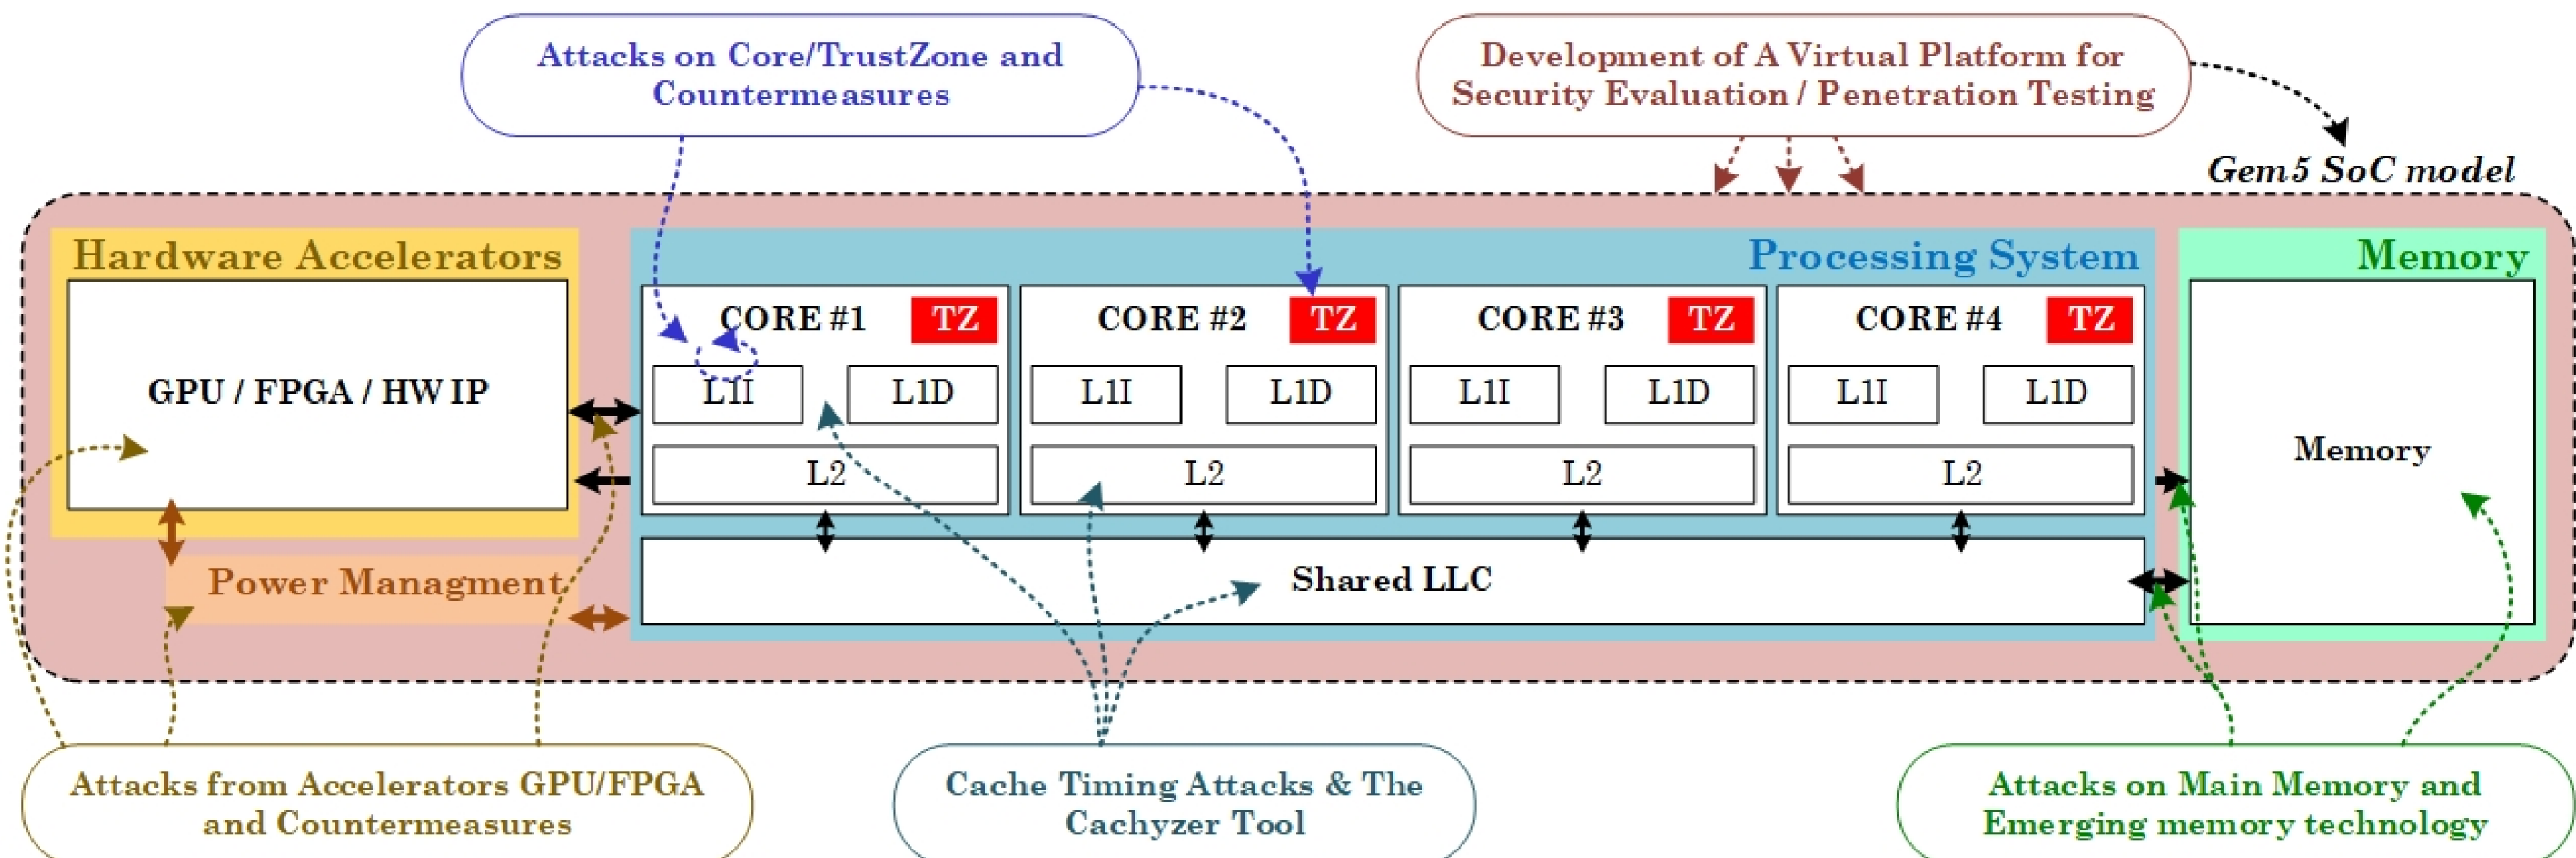 Attacks on Core/TrustZone and
Countermeasures
Development of A Virtual Platform for
Security Evaluation / Penetration Testing
Gem5 SoC model
Hardware Accelerators
GPU / FPGA / HW IP
Power Managment
Processing System
CORE #1
TZ
L1I
L1D
L2
CORE #2
TZ
L1I
L1D
L2
CORE #3
TZ
L1I
L1D
L2
CORE #4
TZ
L1I
L1D
L2
Shared LLC
Memory
Memory
Attacks from Accelerators GPU/FPGA
and Countermeasures
Cache Timing Attacks & The
Cachyzer Tool
Attacks on Main Memory and
Emerging memory technology